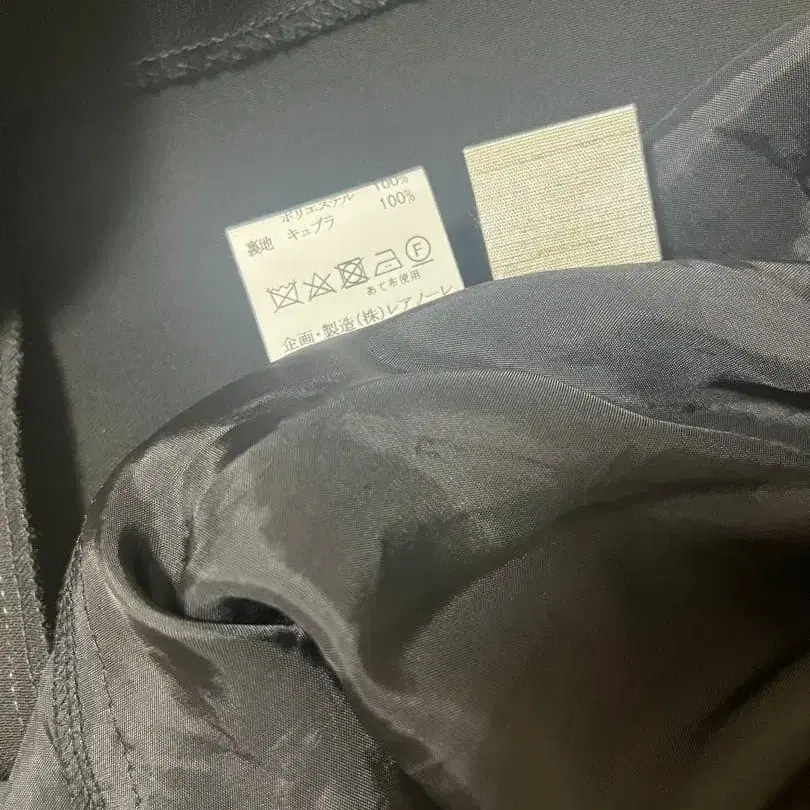 ポリエステル 100%
裏地 キュプラ 100%
F
あて布使用
企画・製造(株)レアノーレ